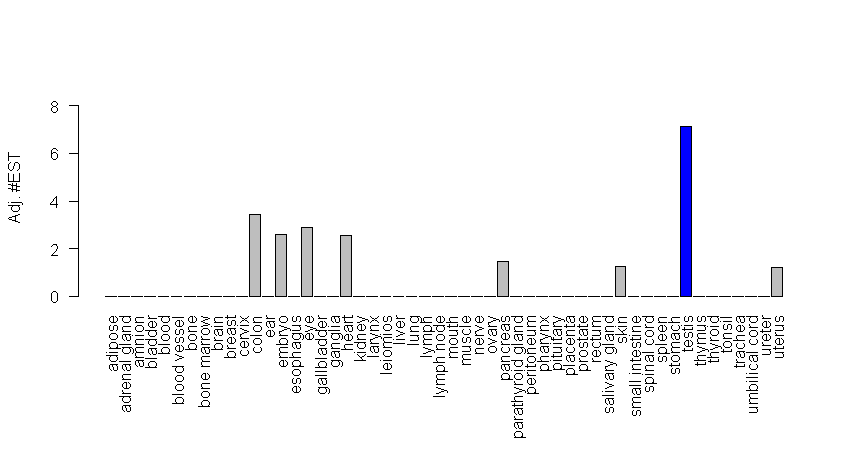 Adj. #EST
8
6
4
2
0
adipose
adrenal gland
amnion
bladder
blood
blood vessel
bone
bone marrow
brain
breast
cervix
colon
ear
embryo
esophagus
eye
gallbladder
ganglia
heart
kidney
larynx
leiomios
liver
lung
lymph
lymph node
mouth
muscle
nerve
ovary
pancreas
parathyroid gland
peritoneum
pharynx
pituitary
placenta
prostate
rectum
salivary gland
skin
small intestine
spinal cord
spleen
stomach
testis
thymus
thyroid
tonsil
trachea
umbilical cord
ureter
uterus